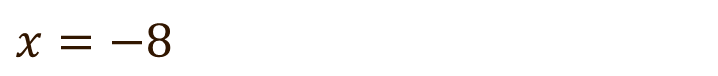 x = −8